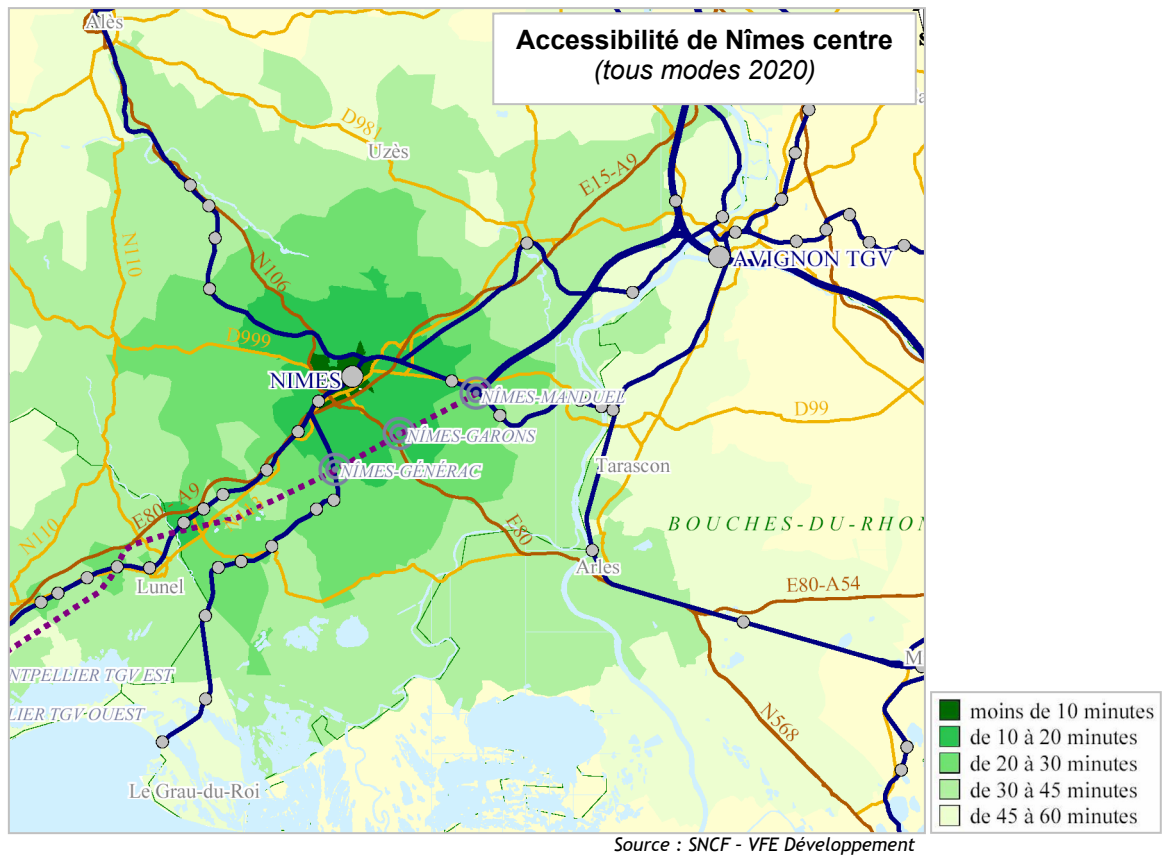 Accessibilité de Nîmes centre
(tous modes 2020)
Alès
D981
Uzès
E15-A9
N110
N106
AVIGNON TGV
D999
NIMES
NÎMES-MANDUEL
D99
NÎMES-GARONS
NÎMES-GÉNÉRAC
Tarascon
E80 - A9
E80
BOUCHES-DU-RHON
N110
Arles
Lunel
E80-A54
NTPELLIER TGV EST
M
LIER TGV OUEST
N568
Le Grau-du-Roi
moins de 10 minutes
de 10 à 20 minutes
de 20 à 30 minutes
de 30 à 45 minutes
de 45 à 60 minutes
Source : SNCF - VFE Développement